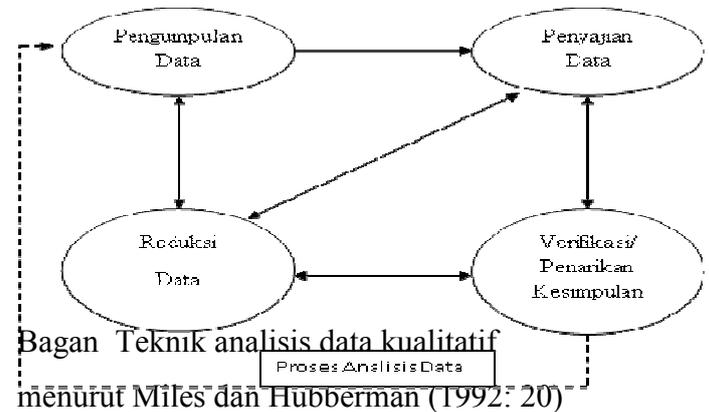 Pengumpulan
Data
Penyajian
Data
Reduksi
Data
Verifikasi/
Penarikan
Kesimpulan
Bagan Teknik analisis data kualitatif
Proses Analisis Data
menurut Miles dan Hubberman (1992: 20)